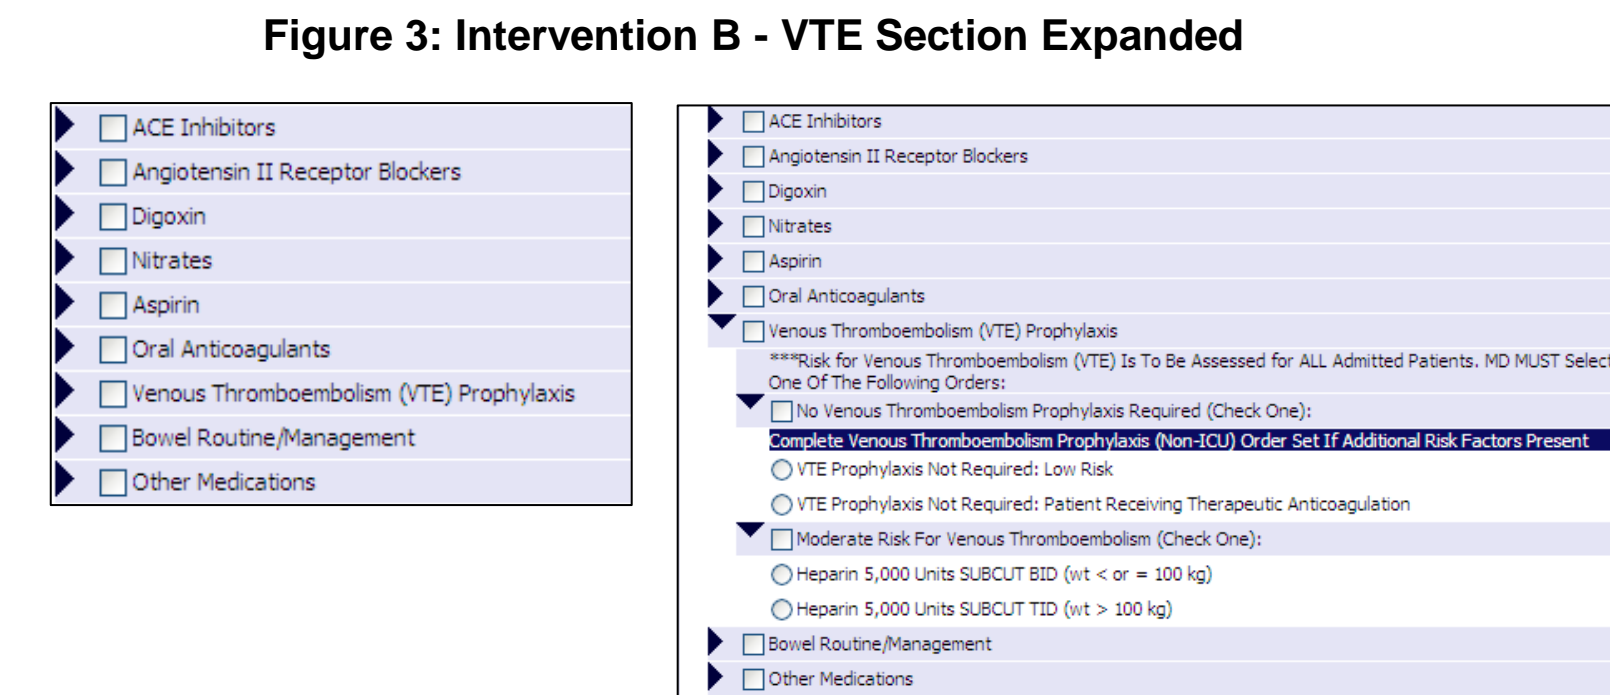 Figure 3: Intervention B - VTE Section Expanded
ACE Inhibitors
Angiotensin II Receptor Blockers
Digoxin
Nitrates
Aspirin
Oral Anticoagulants
Venous Thromboembolism (VTE) Prophylaxis
Bowel Routine/Management
Other Medications
ACE Inhibitors
Angiotensin II Receptor Blockers
Digoxin
Nitrates
Aspirin
Oral Anticoagulants
Venous Thromboembolism (VTE) Prophylaxis
***Risk for Venous Thromboembolism (VTE) Is To Be Assessed for ALL Admitted Patients. MD MUST Select
One Of The Following Orders:
No Venous Thromboembolism Prophylaxis Required (Check One):
Complete Venous Thromboembolism Prophylaxis (Non-ICU) Order Set If Additional Risk Factors Present
VTE Prophylaxis Not Required: Low Risk
VTE Prophylaxis Not Required: Patient Receiving Therapeutic Anticoagulation
Moderate Risk For Venous Thromboembolism (Check One):
Heparin 5,000 Units SUBCUT BID (wt < or = 100 kg)
Heparin 5,000 Units SUBCUT TID (wt > 100 kg)
Bowel Routine/Management
Other Medications